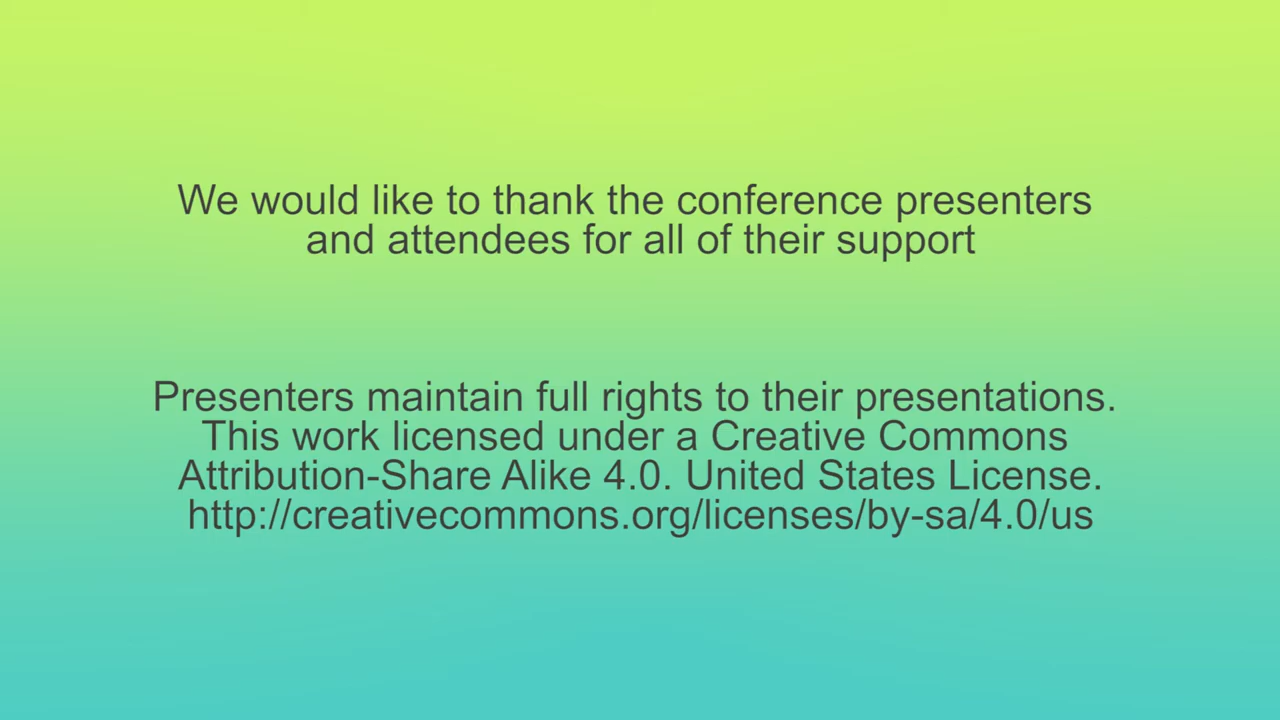 We would like to thank the conference presenters
and attendees for all of their support
Presenters maintain full rights to their presentations.
This work licensed under a Creative Commons
Attribution-Share Alike 4.0. United States License.
http://creativecommons.org/licenses/by-sa/4.0/us